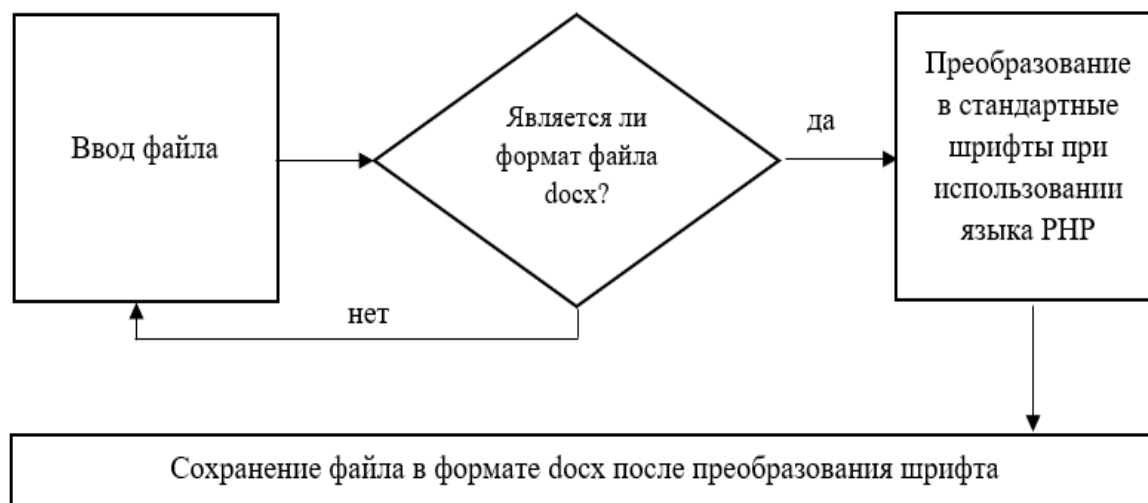 Ввод файла
Является ли
формат файла
docx?
да
Преобразование
в стандартные
шрифты при
использовании
языка PHP
нет
Сохранение файла в формате docx после преобразования шрифта